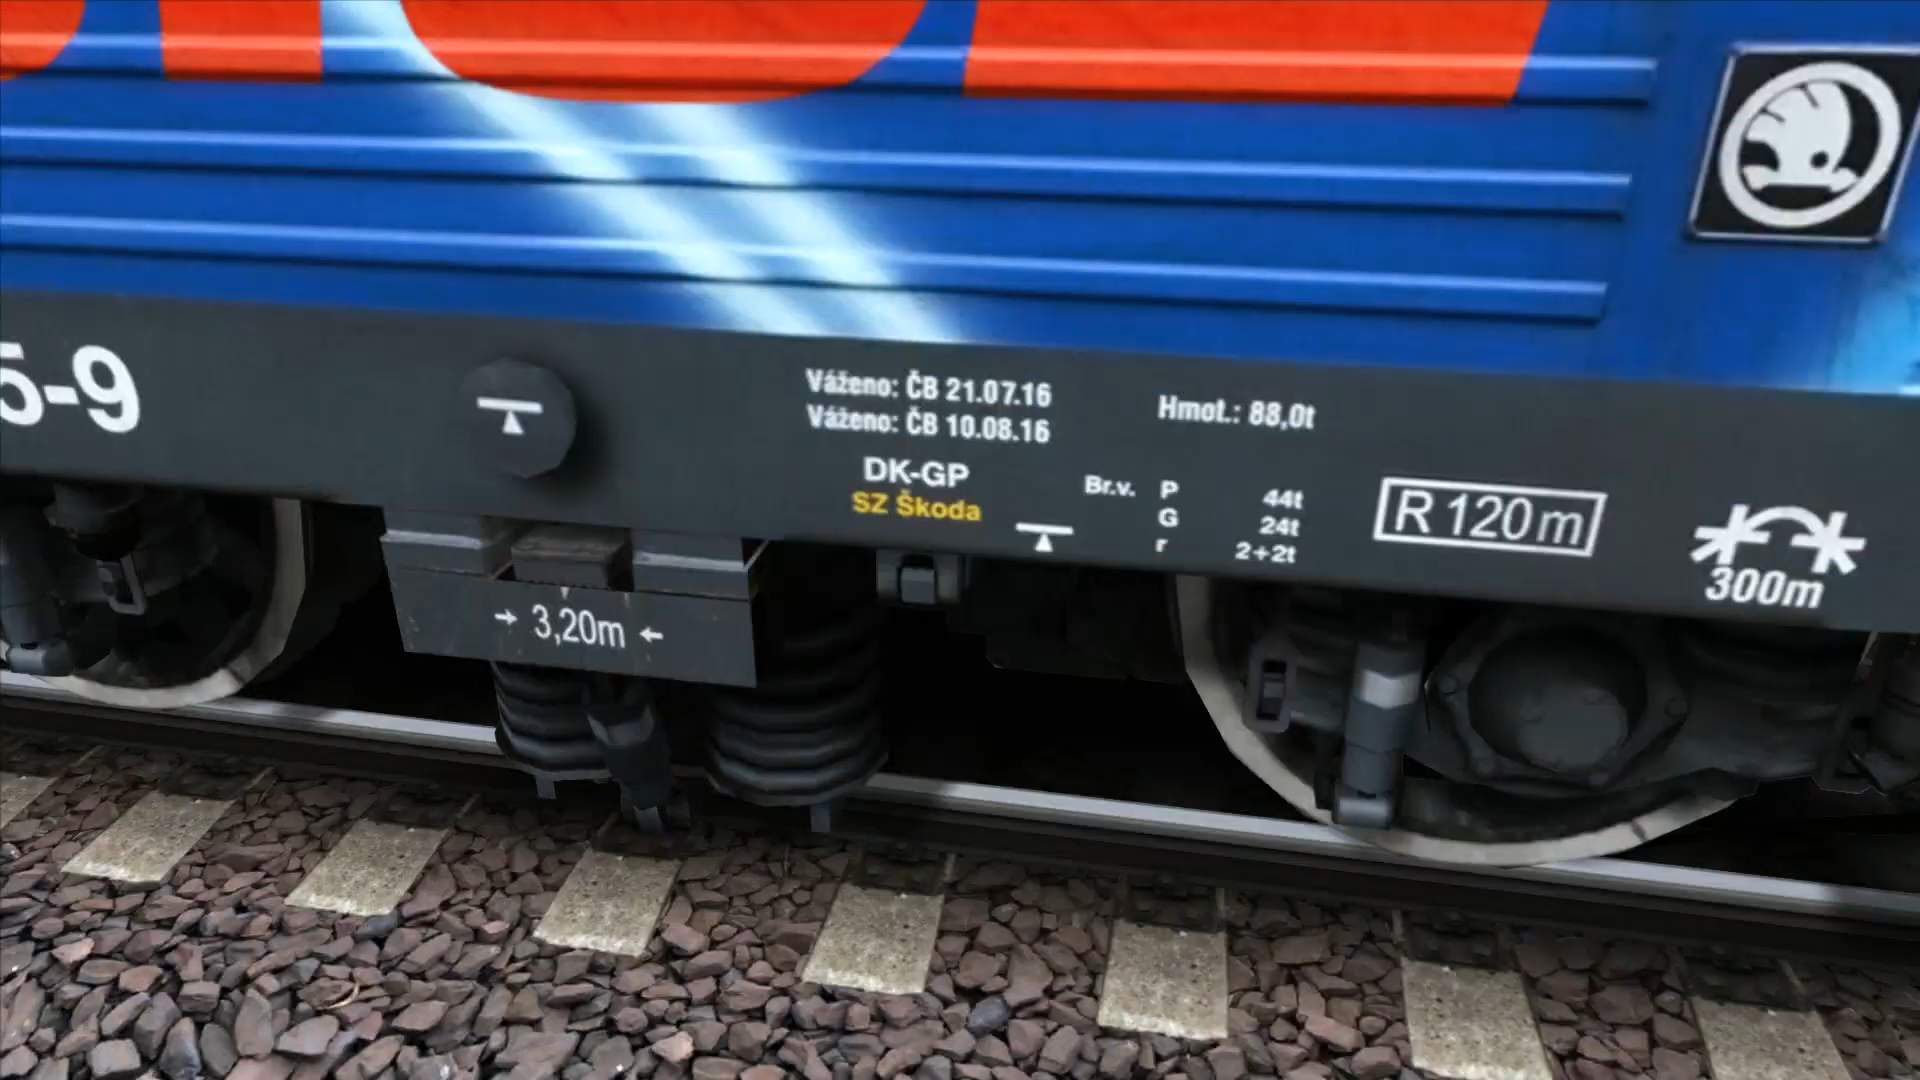 5-9
Váženo: ČB 21.07.16
Váženo: ČB 10.08.16
Hmot.: 88,0t
DK-GP
SZ Škoda
Br.v. P 44t
G 24t
r 2+2t
R 120m
300m
→ 3,20m ←